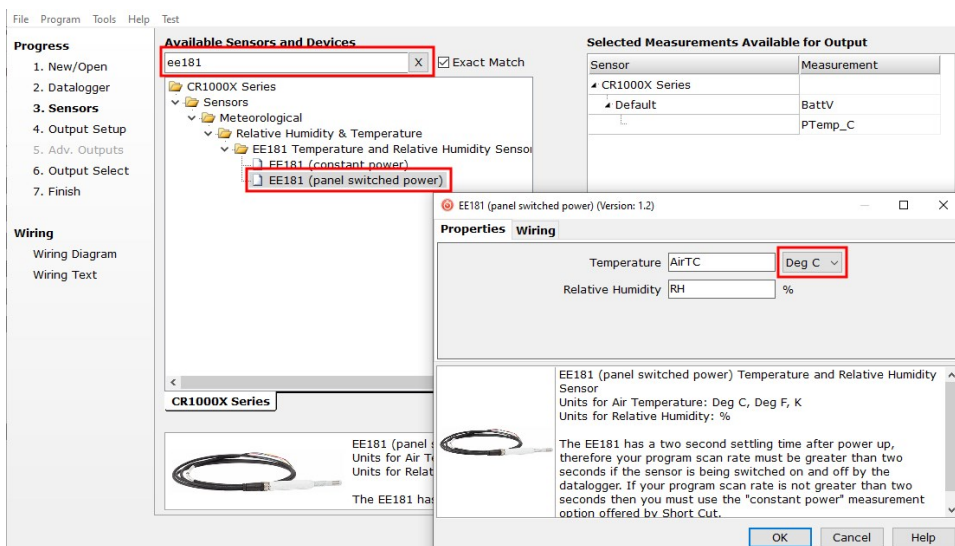 File Program Tools Help Test
Progress
1. New/Open
2. Datalogger
3. Sensors
4. Output Setup
5. Adv. Outputs
6. Output Select
7. Finish
Wiring
Wiring Diagram
Wiring Text
Available Sensors and Devices
ee181 X Exact Match
CR1000X Series
Sensors
Meteorological
Relative Humidity & Temperature
EE181 Temperature and Relative Humidity Senso
EE181 (constant power)
EE181 (panel switched power)
CR1000X Series
EE181 (panel s
Units for Air T
Units for Relat
The EE181 has
Selected Measurements Available for Output
Sensor Measurement
CR1000X Series
Default BattV
PTemp_C
EE181 (panel switched power) (Version: 1.2)
Properties Wiring
Temperature AirTC Deg C
Relative Humidity RH %
EE181 (panel switched power) Temperature and Relative Humidity
Sensor
Units for Air Temperature: Deg C, Deg F, K
Units for Relative Humidity: %
The EE181 has a two second settling time after power up,
therefore your program scan rate must be greater than two
seconds if the sensor is being switched on and off by the
datalogger. If your program scan rate is not greater than two
seconds then you must use the "constant power" measurement
option offered by Short Cut.
OK Cancel Help